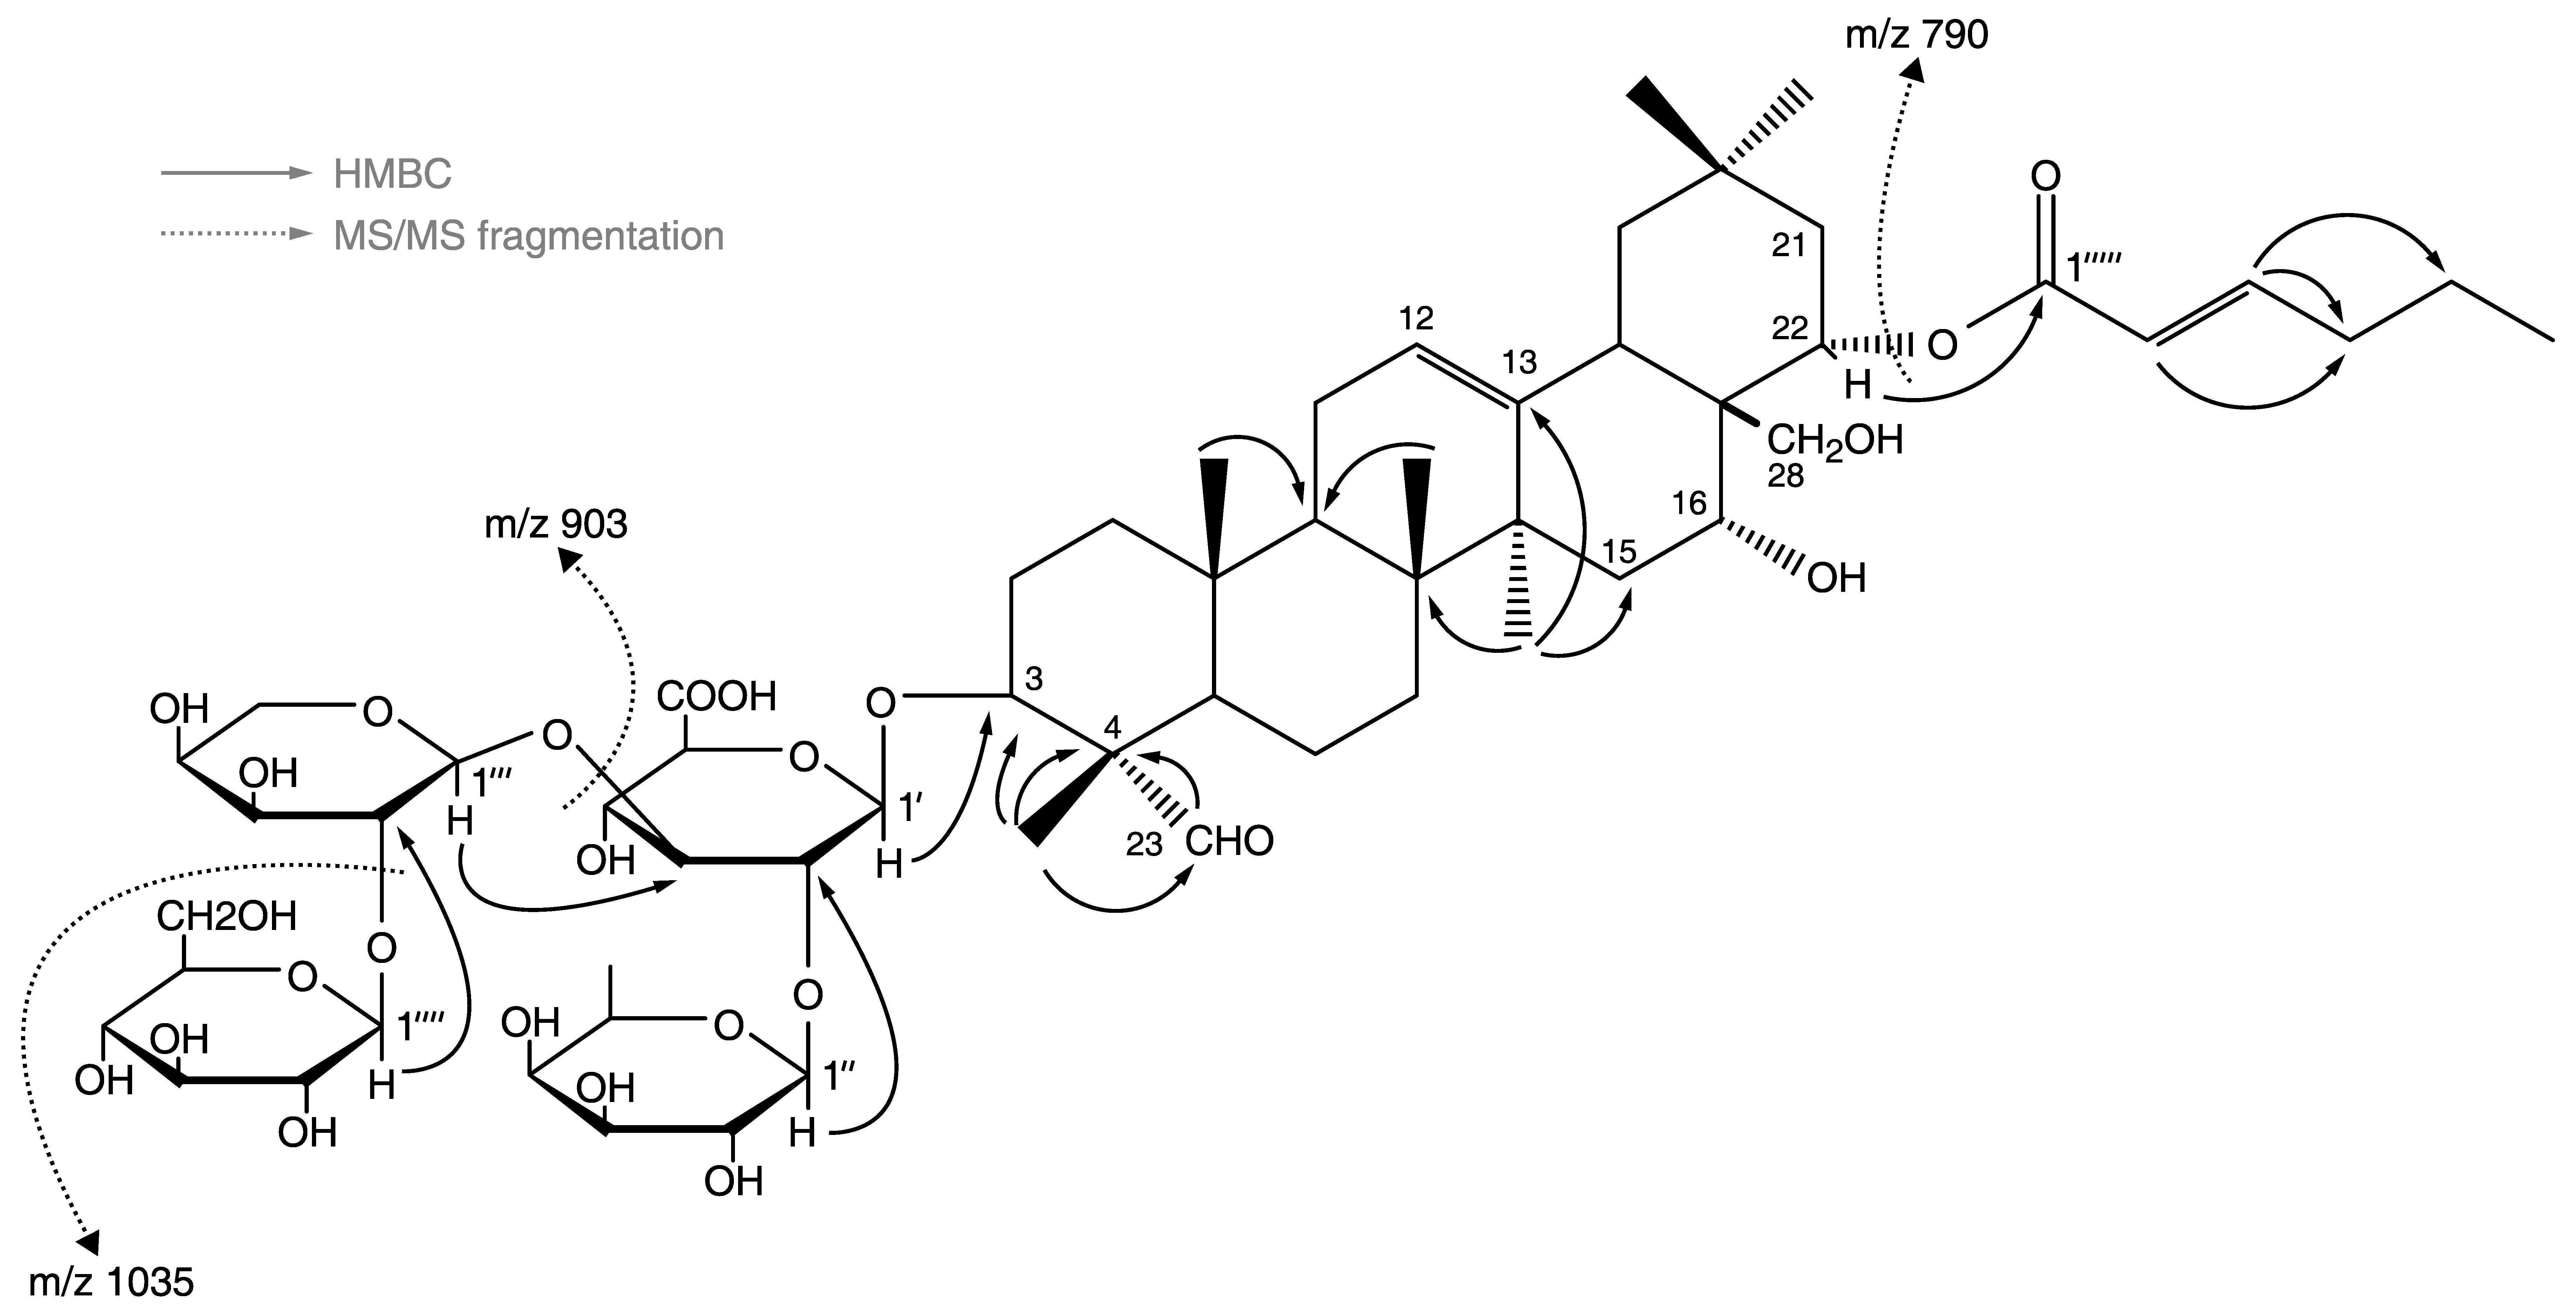 m/z 790
HMBC
MS/MS fragmentation
O
1'''''
21
12
22
O
13
H
CH₂OH
28
16
m/z 903
15
OH
3
COOH
O
OH
O
O
4
OH
1'''
O
1'
H
23
CHO
OH
H
CH2OH
O
O
O
1''''
OH
O
1''
OH
OH
H
OH
H
OH
OH
m/z 1035